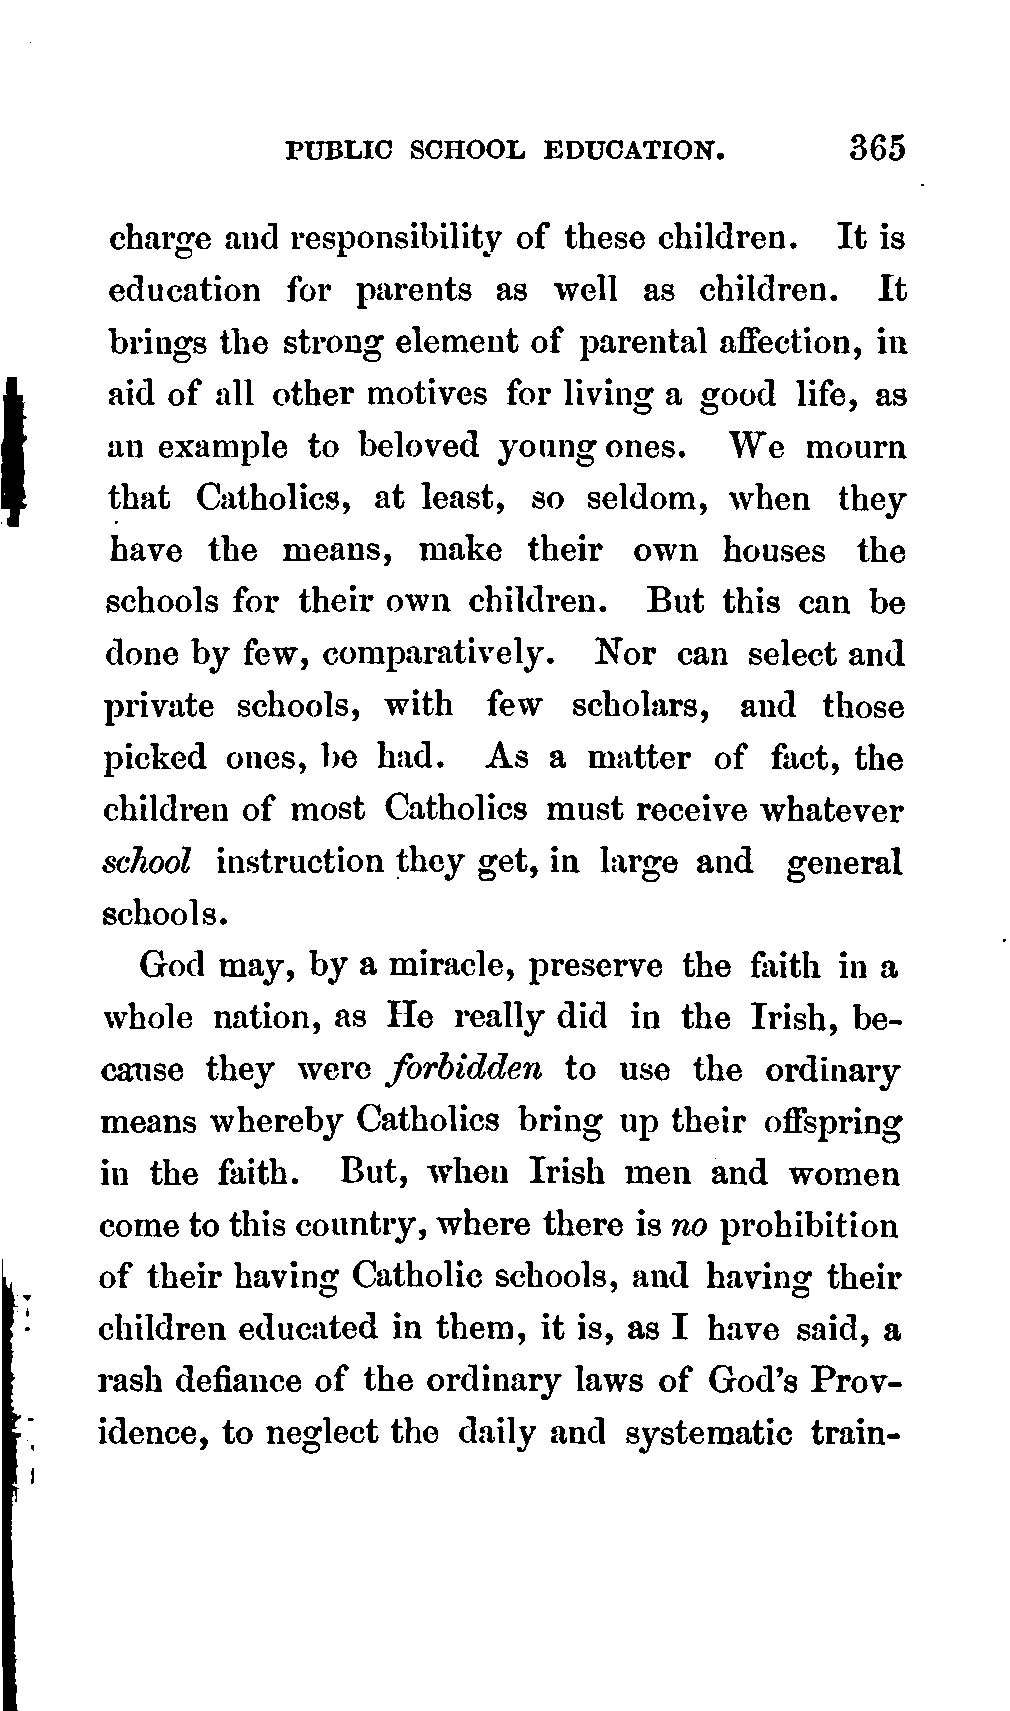 PUBLIC SCHOOL EDUCATION. 365
charge and responsibility of these children. It is
education for parents as well as children. It
brings the strong element of parental affection, in
aid of all other motives for living a good life, as
an example to beloved young ones. We mourn
that Catholics, at least, so seldom, when they
have the means, make their own houses the
schools for their own children. But this can be
done by few, comparatively. Nor can select and
private schools, with few scholars, and those
picked ones, be had. As a matter of fact, the
children of most Catholics must receive whatever
school instruction they get, in large and general
schools.
God may, by a miracle, preserve the faith in a
whole nation, as He really did in the Irish, be-
cause they were forbidden to use the ordinary
means whereby Catholics bring up their offspring
in the faith. But, when Irish men and women
come to this country, where there is no prohibition
of their having Catholic schools, and having their
children educated in them, it is, as I have said, a
rash defiance of the ordinary laws of God's Prov-
idence, to neglect the daily and systematic train-